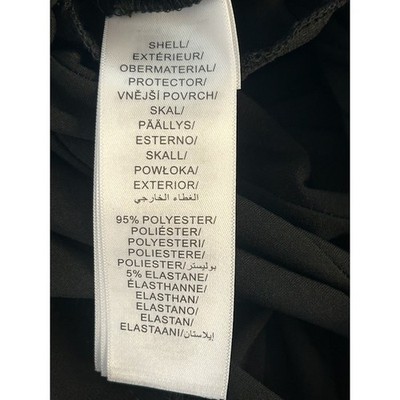 SHELL/
EXTÉRIEUR/
OBERMATERIAL/
PROTECTOR/
VNĚJŠÍ POVRCH/
SKAL/
PÄÄLLYS/
ESTERNO/
SKALL/
POWŁOKA/
EXTERIOR/
الغطاء الخارجي
95% POLYESTER/
POLIÉSTER/
POLYESTERI/
POLIESTERE/
POLIESTER/بوليستر/
5% ELASTANE/
ÉLASTHANNE/
ELASTHAN/
ELASTANO/
ELASTAN/
ELASTAANI/إيلاستان